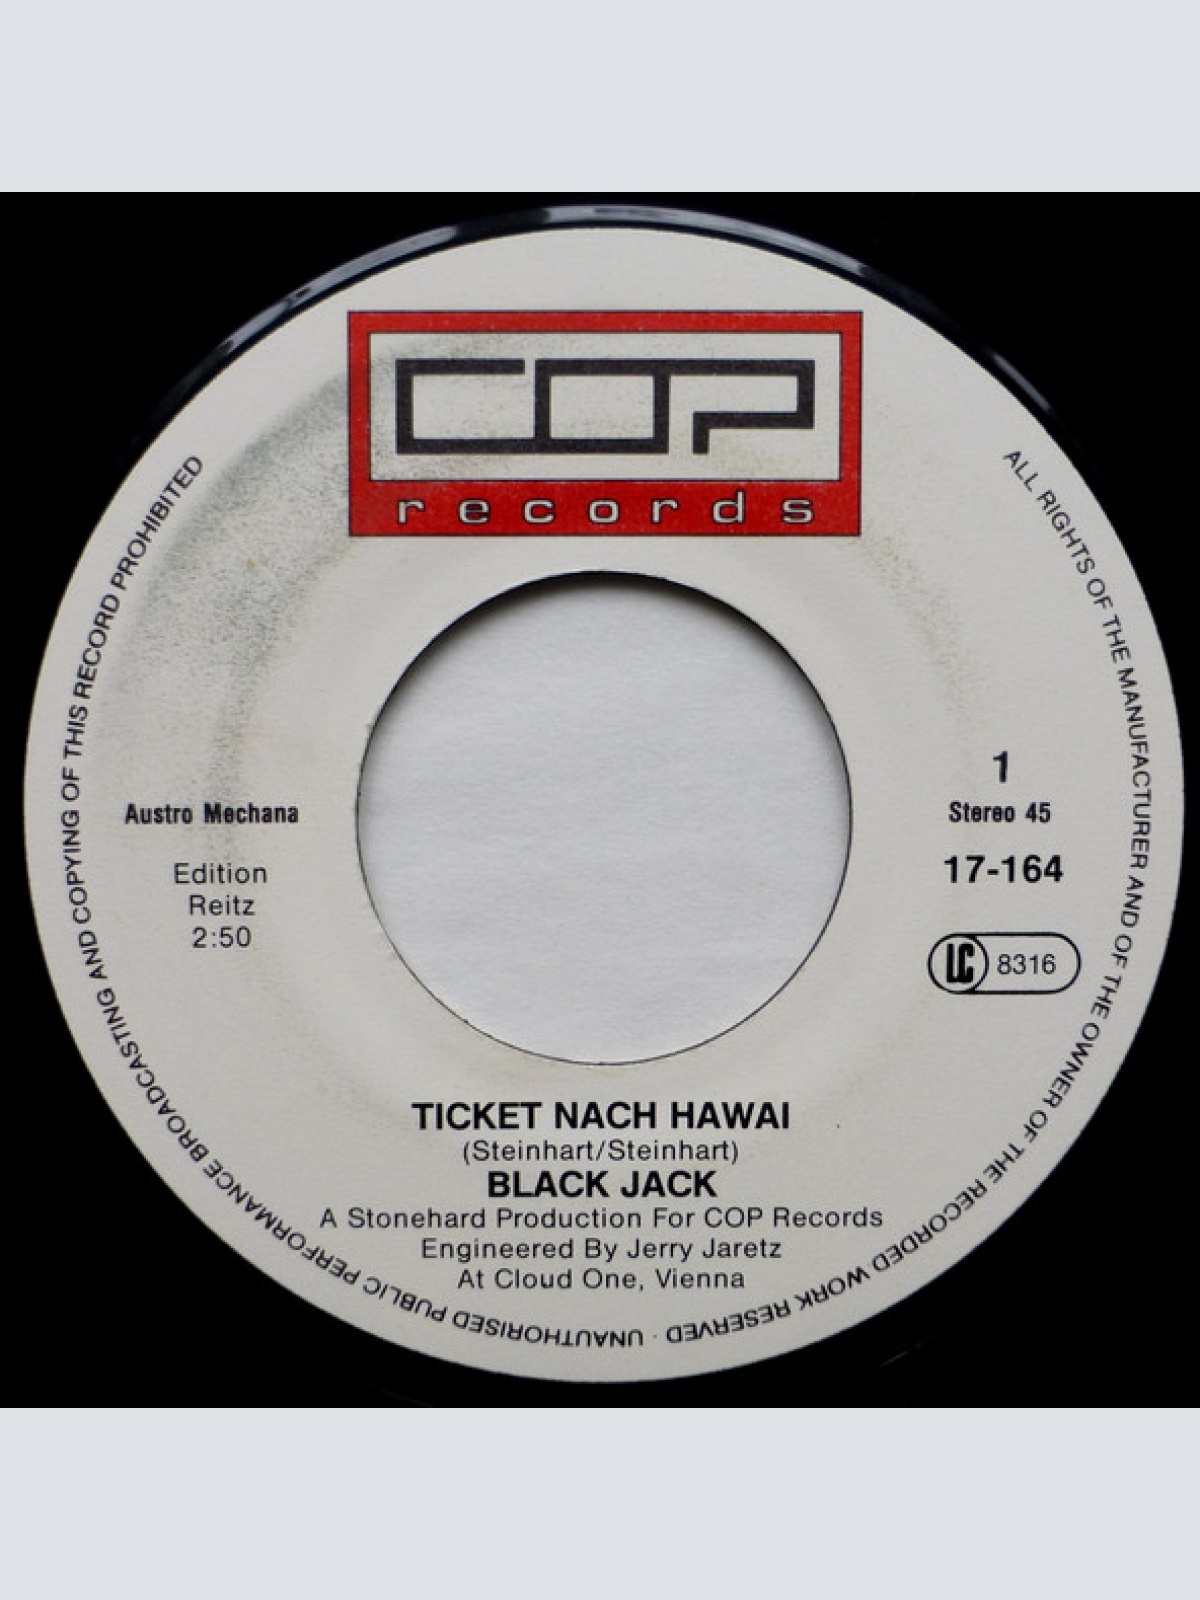 COP
records
ALL RIGHTS OF THE MANUFACTURER AND OF THE OWNER OF THE RECORDED WORK RESERVED · UNAUTHORISED PUBLIC PERFORMANCE BROADCASTING AND COPYING OF THIS RECORD PROHIBITED
Austro Mechana
Edition
Reitz
2:50
1
Stereo 45
17-164
LC 8316
TICKET NACH HAWAI
(Steinhart/Steinhart)
BLACK JACK
A Stonehard Production For COP Records
Engineered By Jerry Jaretz
At Cloud One, Vienna